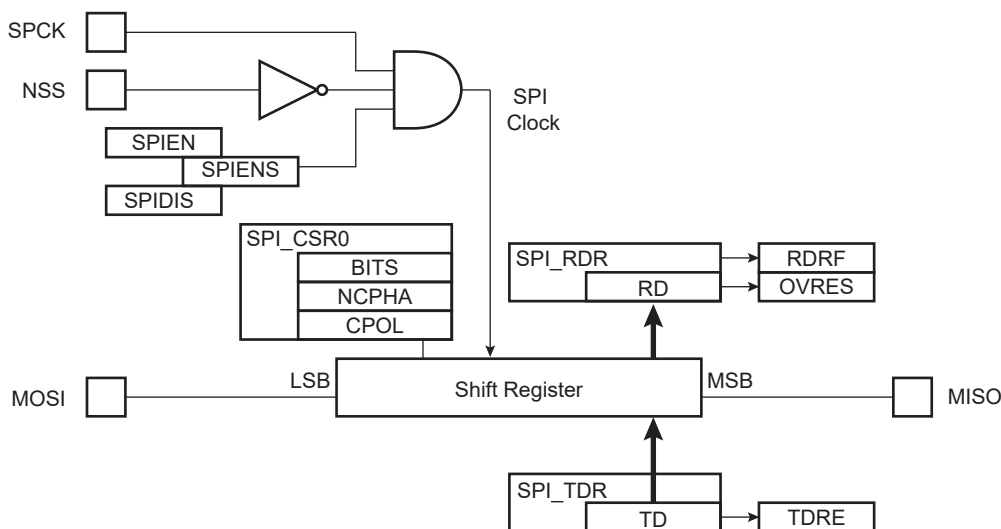 SPCK
NSS
SPI
Clock
SPIEN
SPIENS
SPIDIS
SPI_CSR0
BITS
NCPHA
CPOL
SPI_RDR
RD
RDRF
OVRES
MOSI
LSB
Shift Register
MSB
MISO
SPI_TDR
TD
TDRE